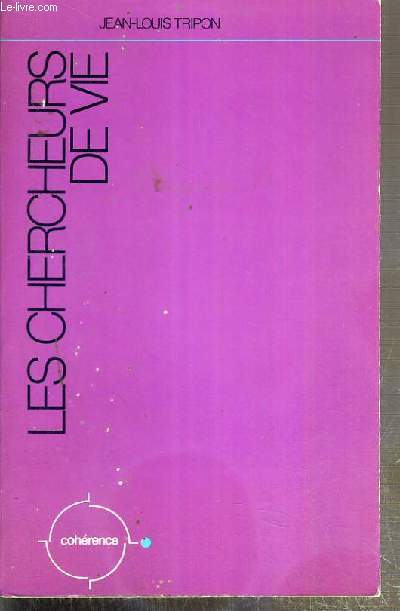 Le-livre.com
JEAN-LOUIS TRIPON
LES CHERCHEURS
DE VIE
cohérence